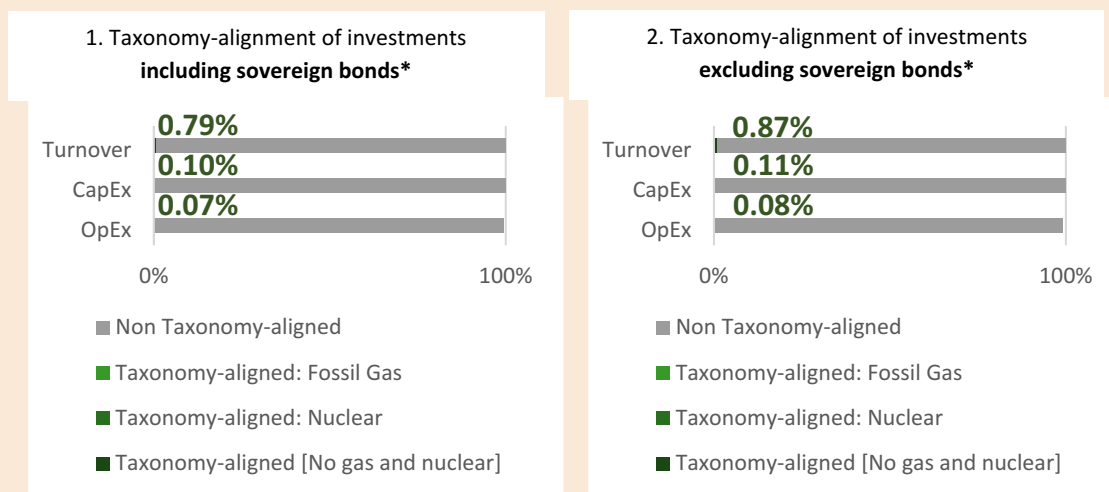 1. Taxonomy-alignment of investments
including sovereign bonds*
0.79%
Turnover
0.10%
CapEx
0.07%
OpEx
0% 100%
Non Taxonomy-aligned
Taxonomy-aligned: Fossil Gas
Taxonomy-aligned: Nuclear
Taxonomy-aligned [No gas and nuclear]
2. Taxonomy-alignment of investments
excluding sovereign bonds*
0.87%
Turnover
0.11%
CapEx
0.08%
OpEx
0% 100%
Non Taxonomy-aligned
Taxonomy-aligned: Fossil Gas
Taxonomy-aligned: Nuclear
Taxonomy-aligned [No gas and nuclear]